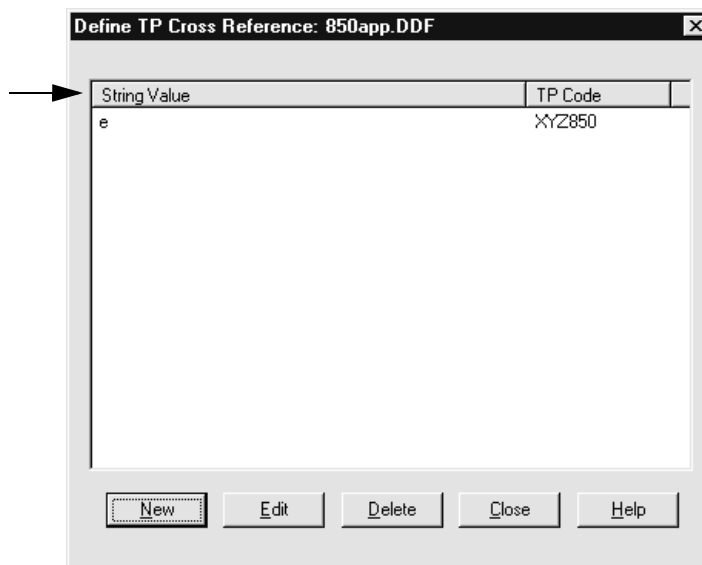 Define TP Cross Reference: 850app.DDF
String Value TP Code
e XYZ850
New Edit Delete Close Help